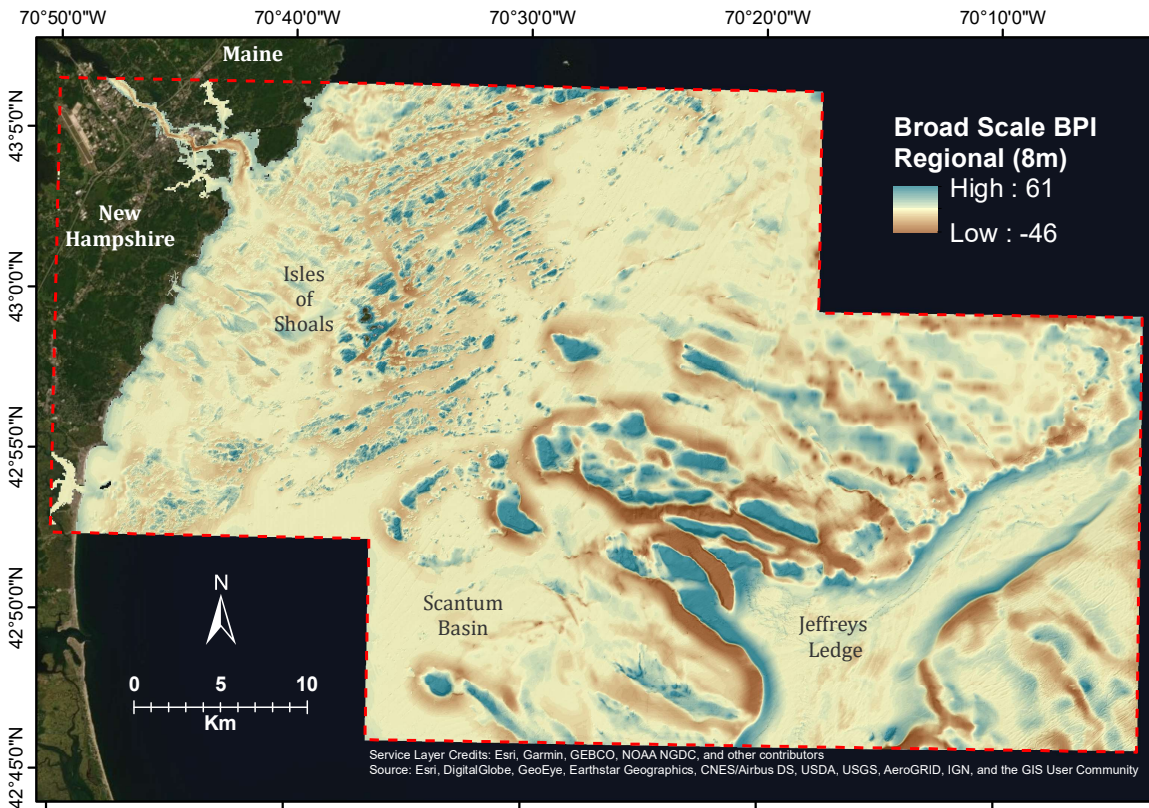 70°50'0"W
70°40'0"W
70°30'0"W
70°20'0"W
70°10'0"W
43°5'0"N
43°0'0"N
42°55'0"N
42°50'0"N
42°45'0"N
Maine
New
Hampshire
Isles
of
Shoals
Broad Scale BPI
Regional (8m)
High : 61
Low : -46
Scantum
Basin
Jeffreys
Ledge
N
0 5 10
Km
Service Layer Credits: Esri, Garmin, GEBCO, NOAA NGDC, and other contributors
Source: Esri, DigitalGlobe, GeoEye, Earthstar Geographics, CNES/Airbus DS, USDA, USGS, AeroGRID, IGN, and the GIS User Community